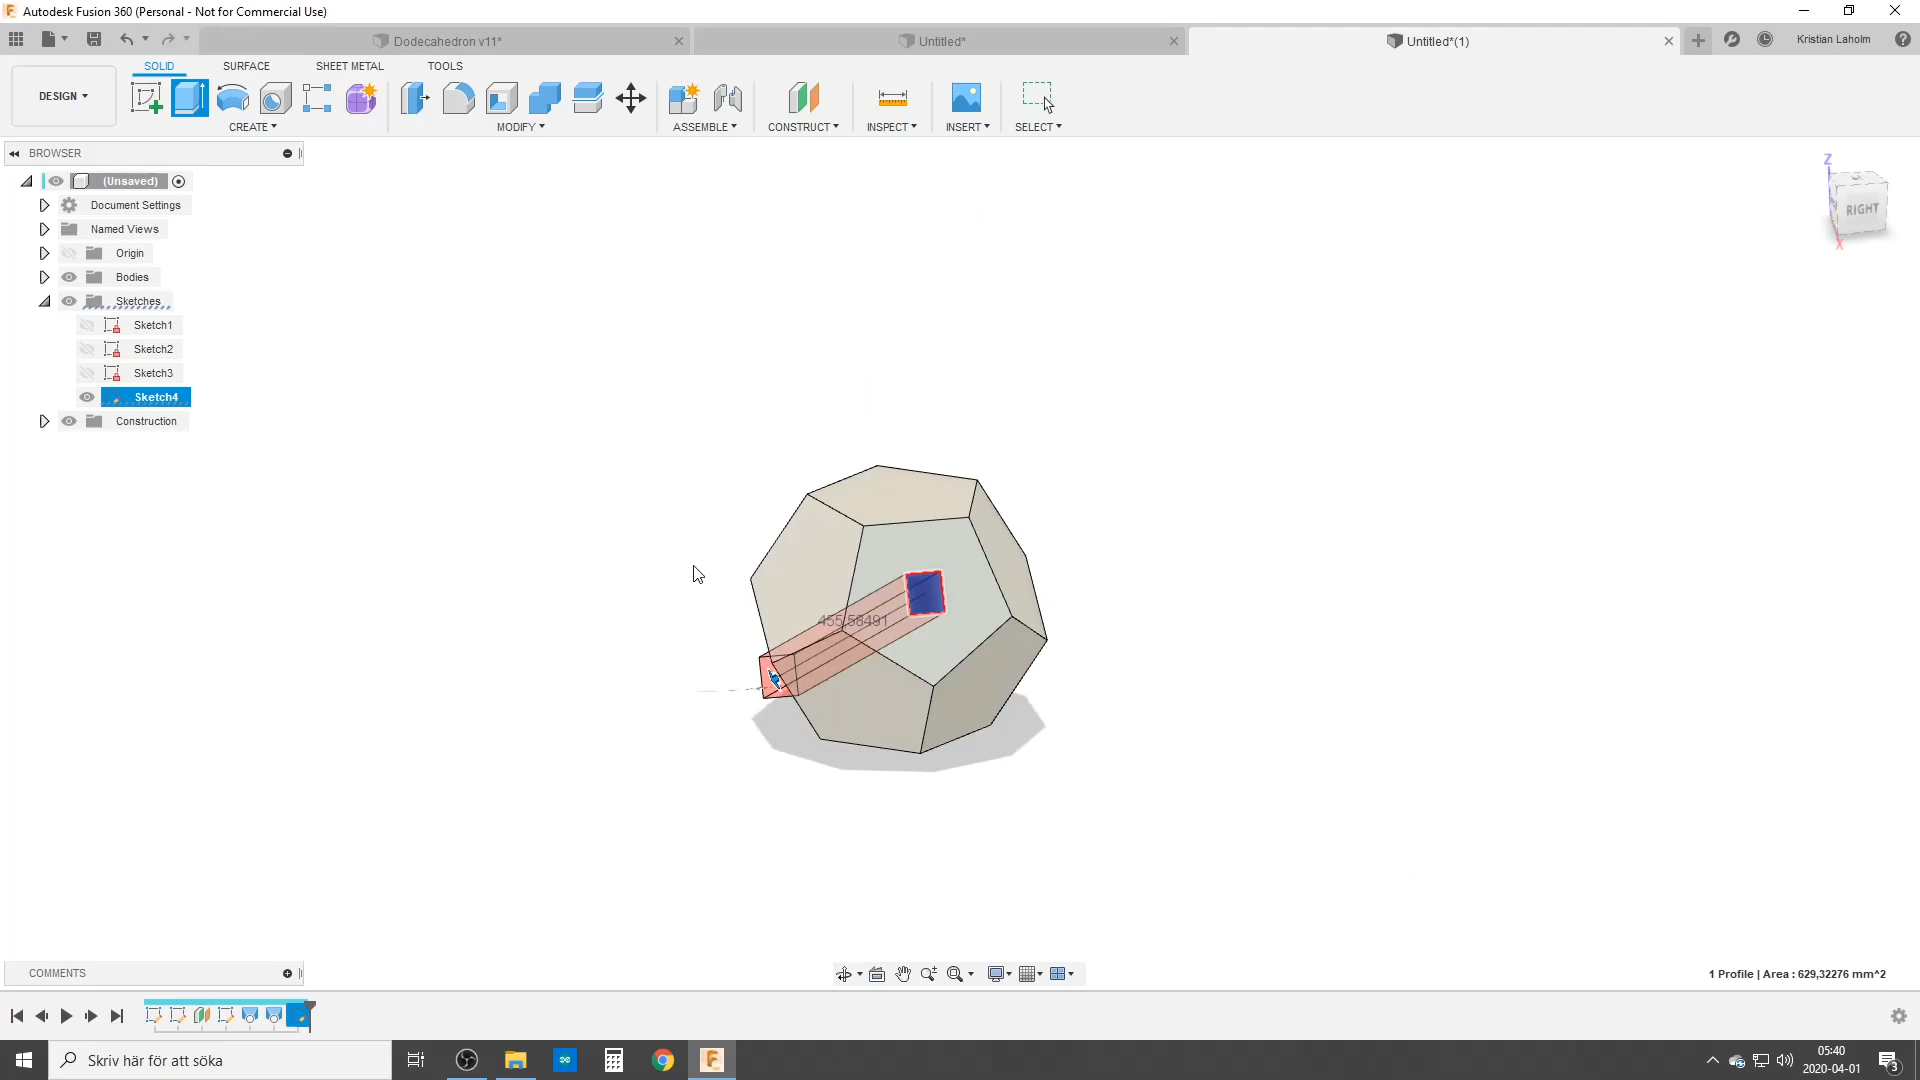 Autodesk Fusion 360 (Personal - Not for Commercial Use)
Dodecahedron v11*
Untitled*
Untitled*(1)
Kristian Laholm
SOLID
SURFACE
SHEET METAL
TOOLS
DESIGN
CREATE
MODIFY
ASSEMBLE
CONSTRUCT
INSPECT
INSERT
SELECT
BROWSER
(Unsaved)
Document Settings
Named Views
Origin
Bodies
Sketches
Sketch1
Sketch2
Sketch3
Sketch4
Construction
Z
RIGHT
X
455,58491
COMMENTS
1 Profile | Area : 629,32276 mm^2
Skriv här för att söka
05:40
2020-04-01
3